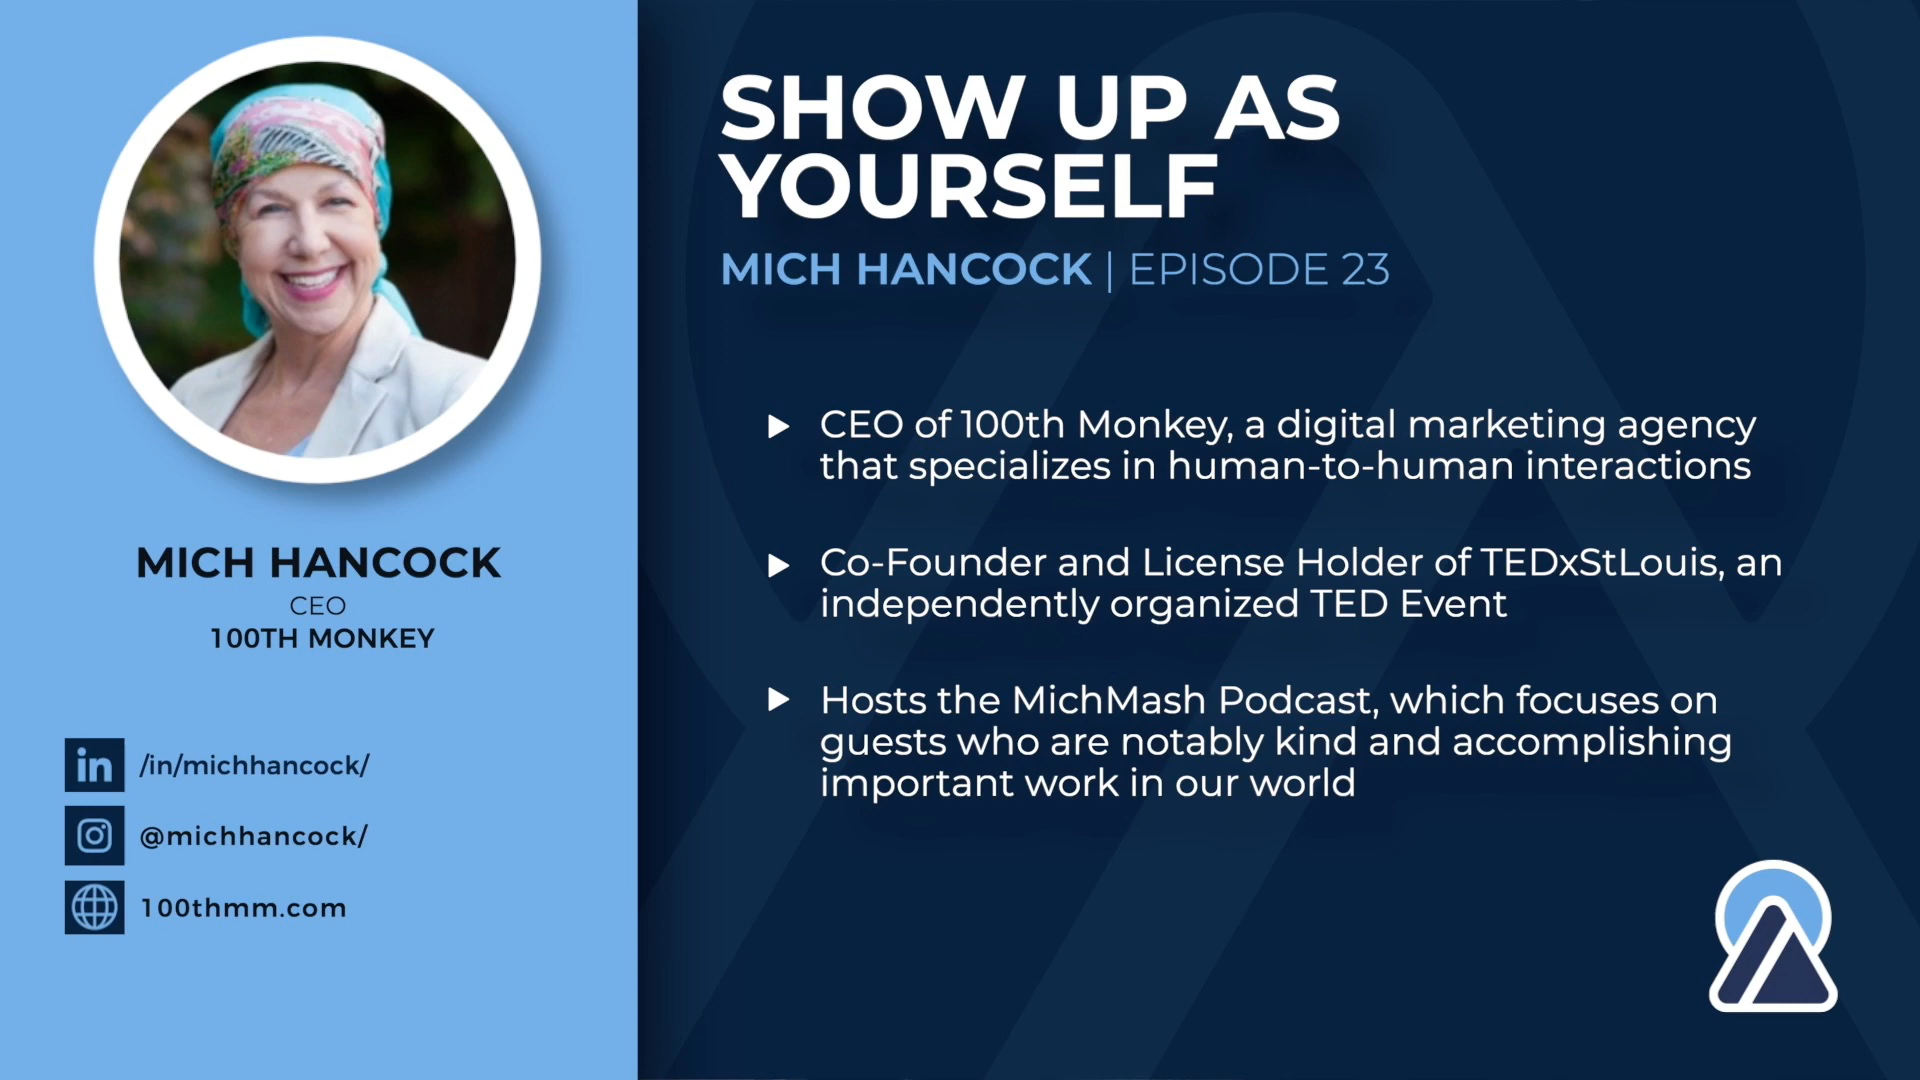 MICH HANCOCK
CEO
100TH MONKEY
/in/michhancock/
@michhancock/
100thmm.com
SHOW UP AS
YOURSELF
MICH HANCOCK | EPISODE 23
CEO of 100th Monkey, a digital marketing agency
that specializes in human-to-human interactions
Co-Founder and License Holder of TEDxStLouis, an
independently organized TED Event
Hosts the MichMash Podcast, which focuses on
guests who are notably kind and accomplishing
important work in our world